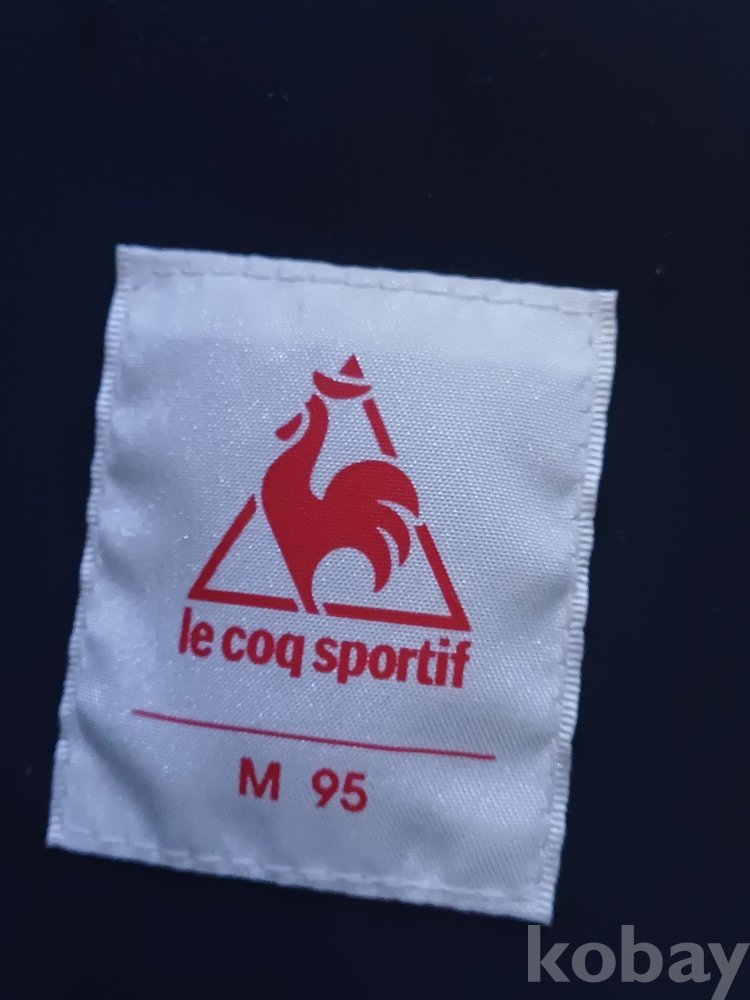 le coq sportif
M 95
kobay